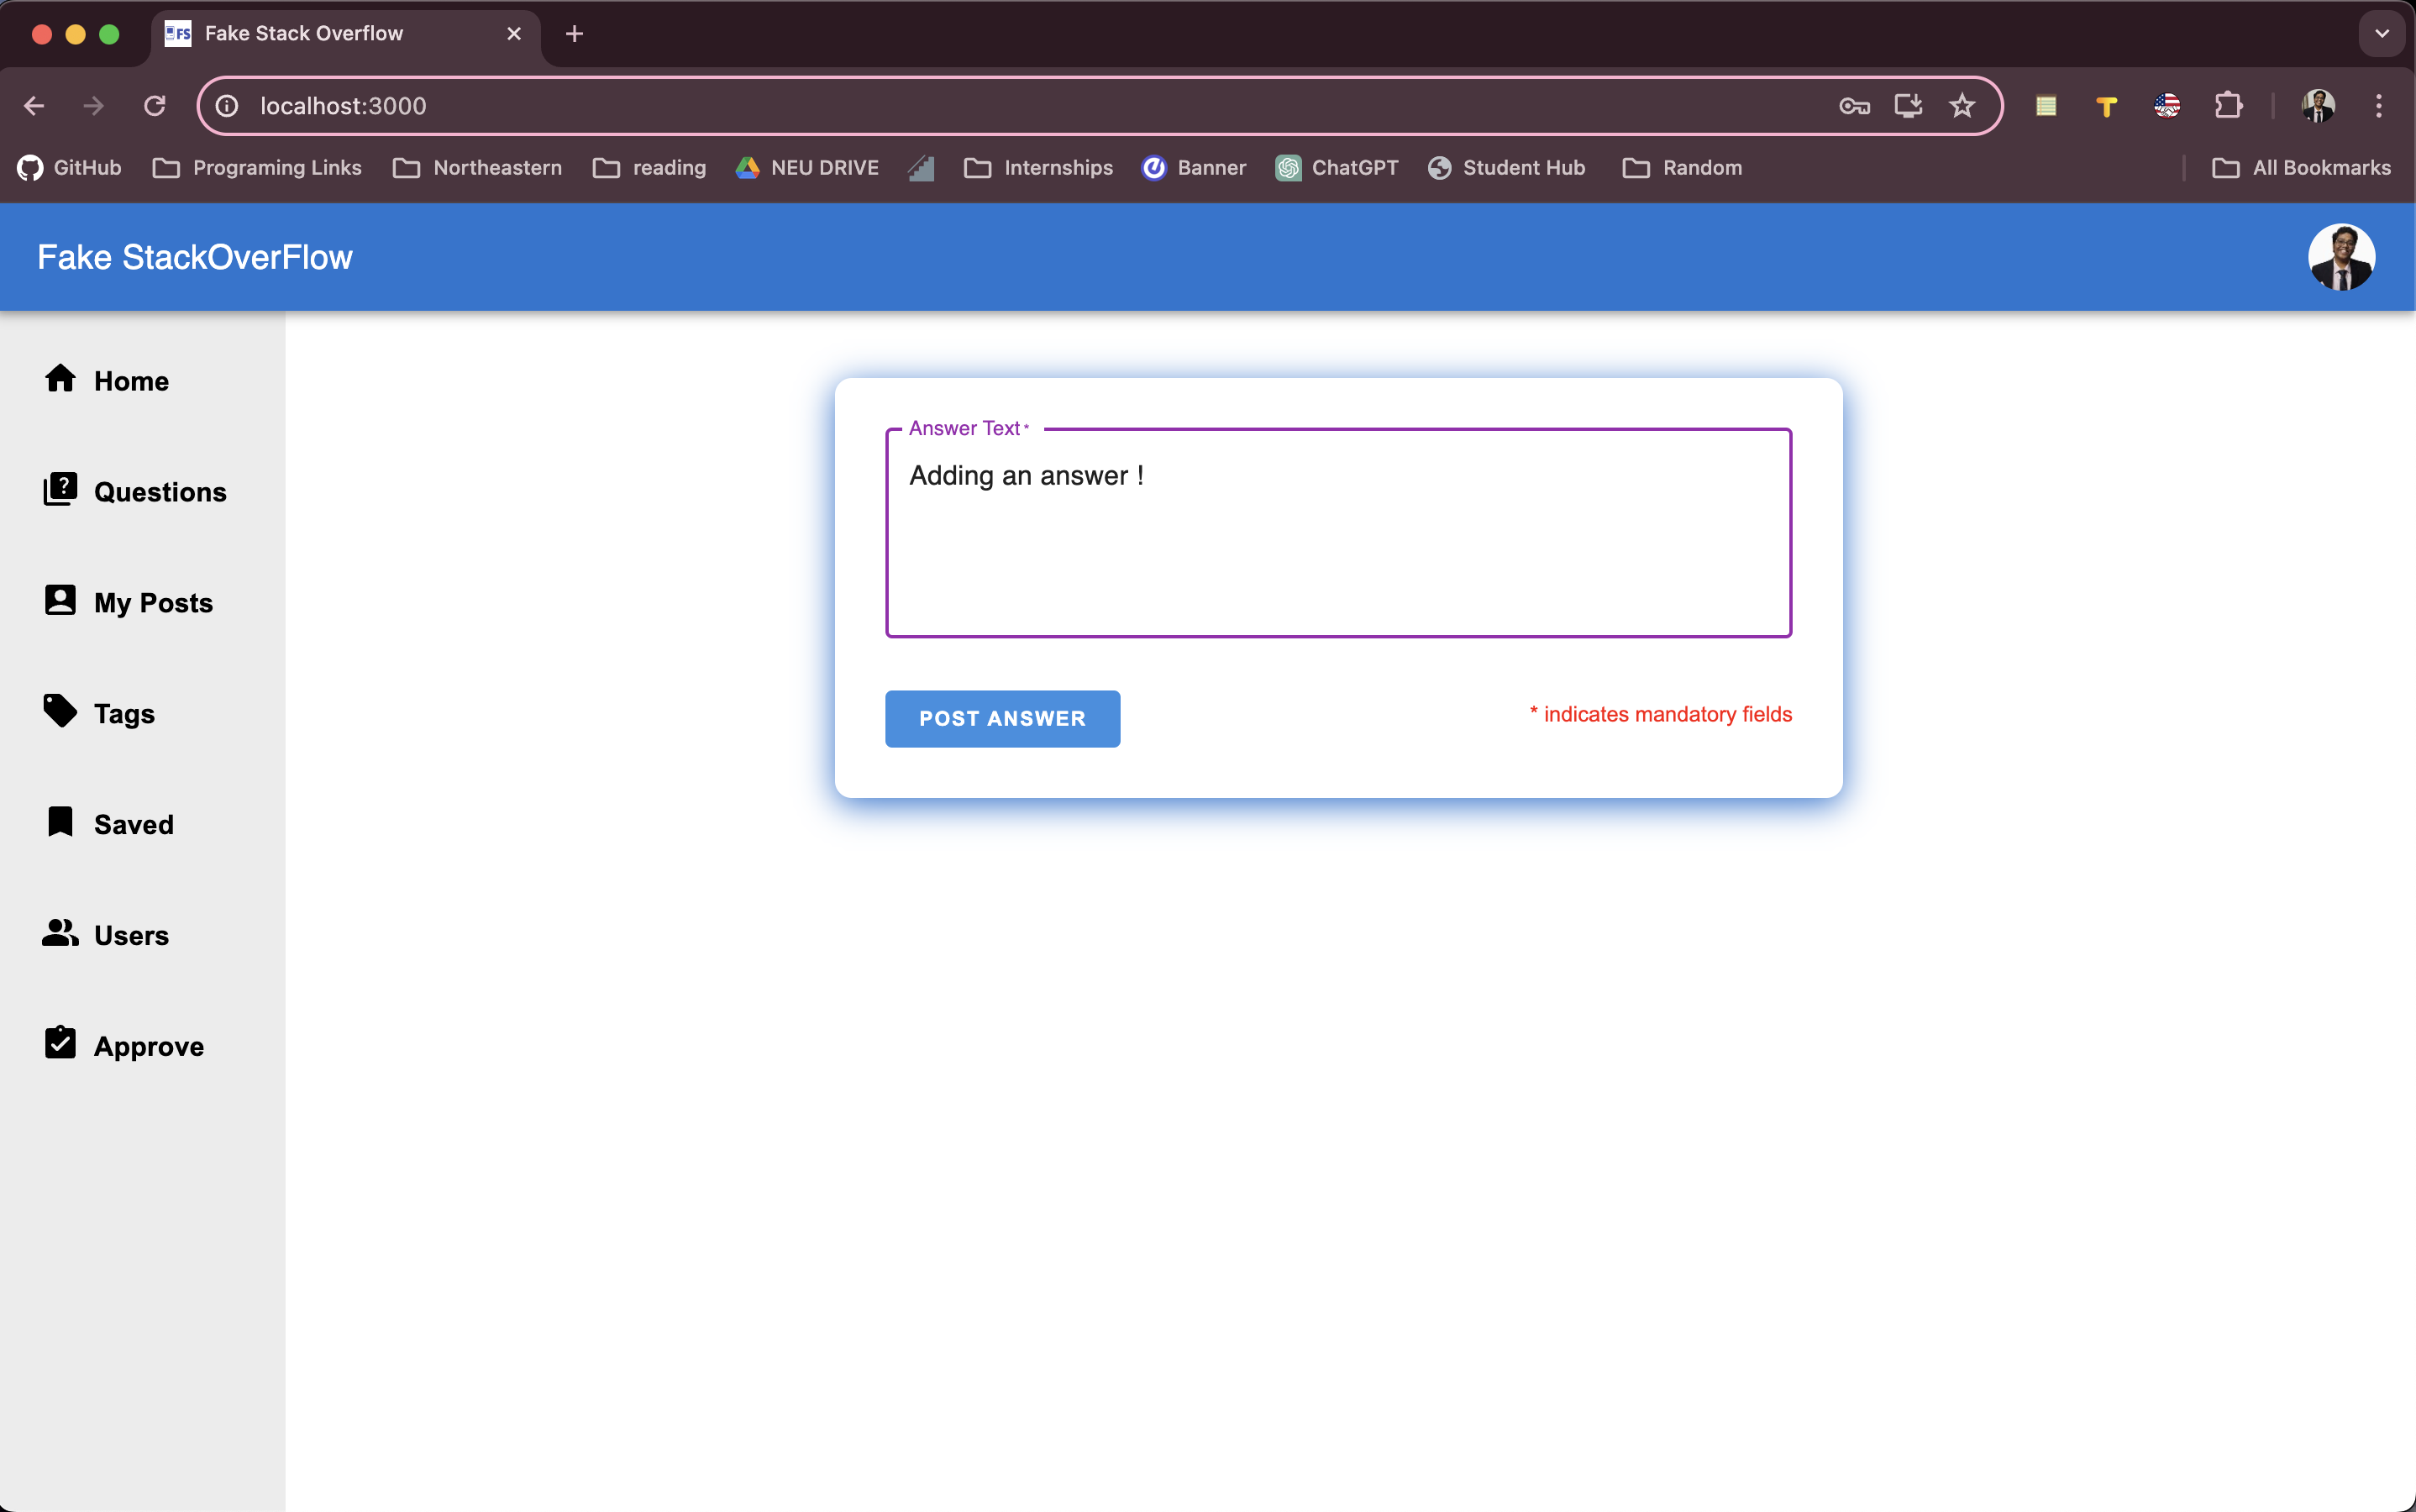 FS Fake Stack Overflow
localhost:3000
GitHub Programing Links Northeastern reading NEU DRIVE Internships Banner ChatGPT Student Hub Random All Bookmarks
Fake StackOverFlow
Home
Questions
My Posts
Tags
Saved
Users
Approve
Answer Text *
Adding an answer !
POST ANSWER
* indicates mandatory fields